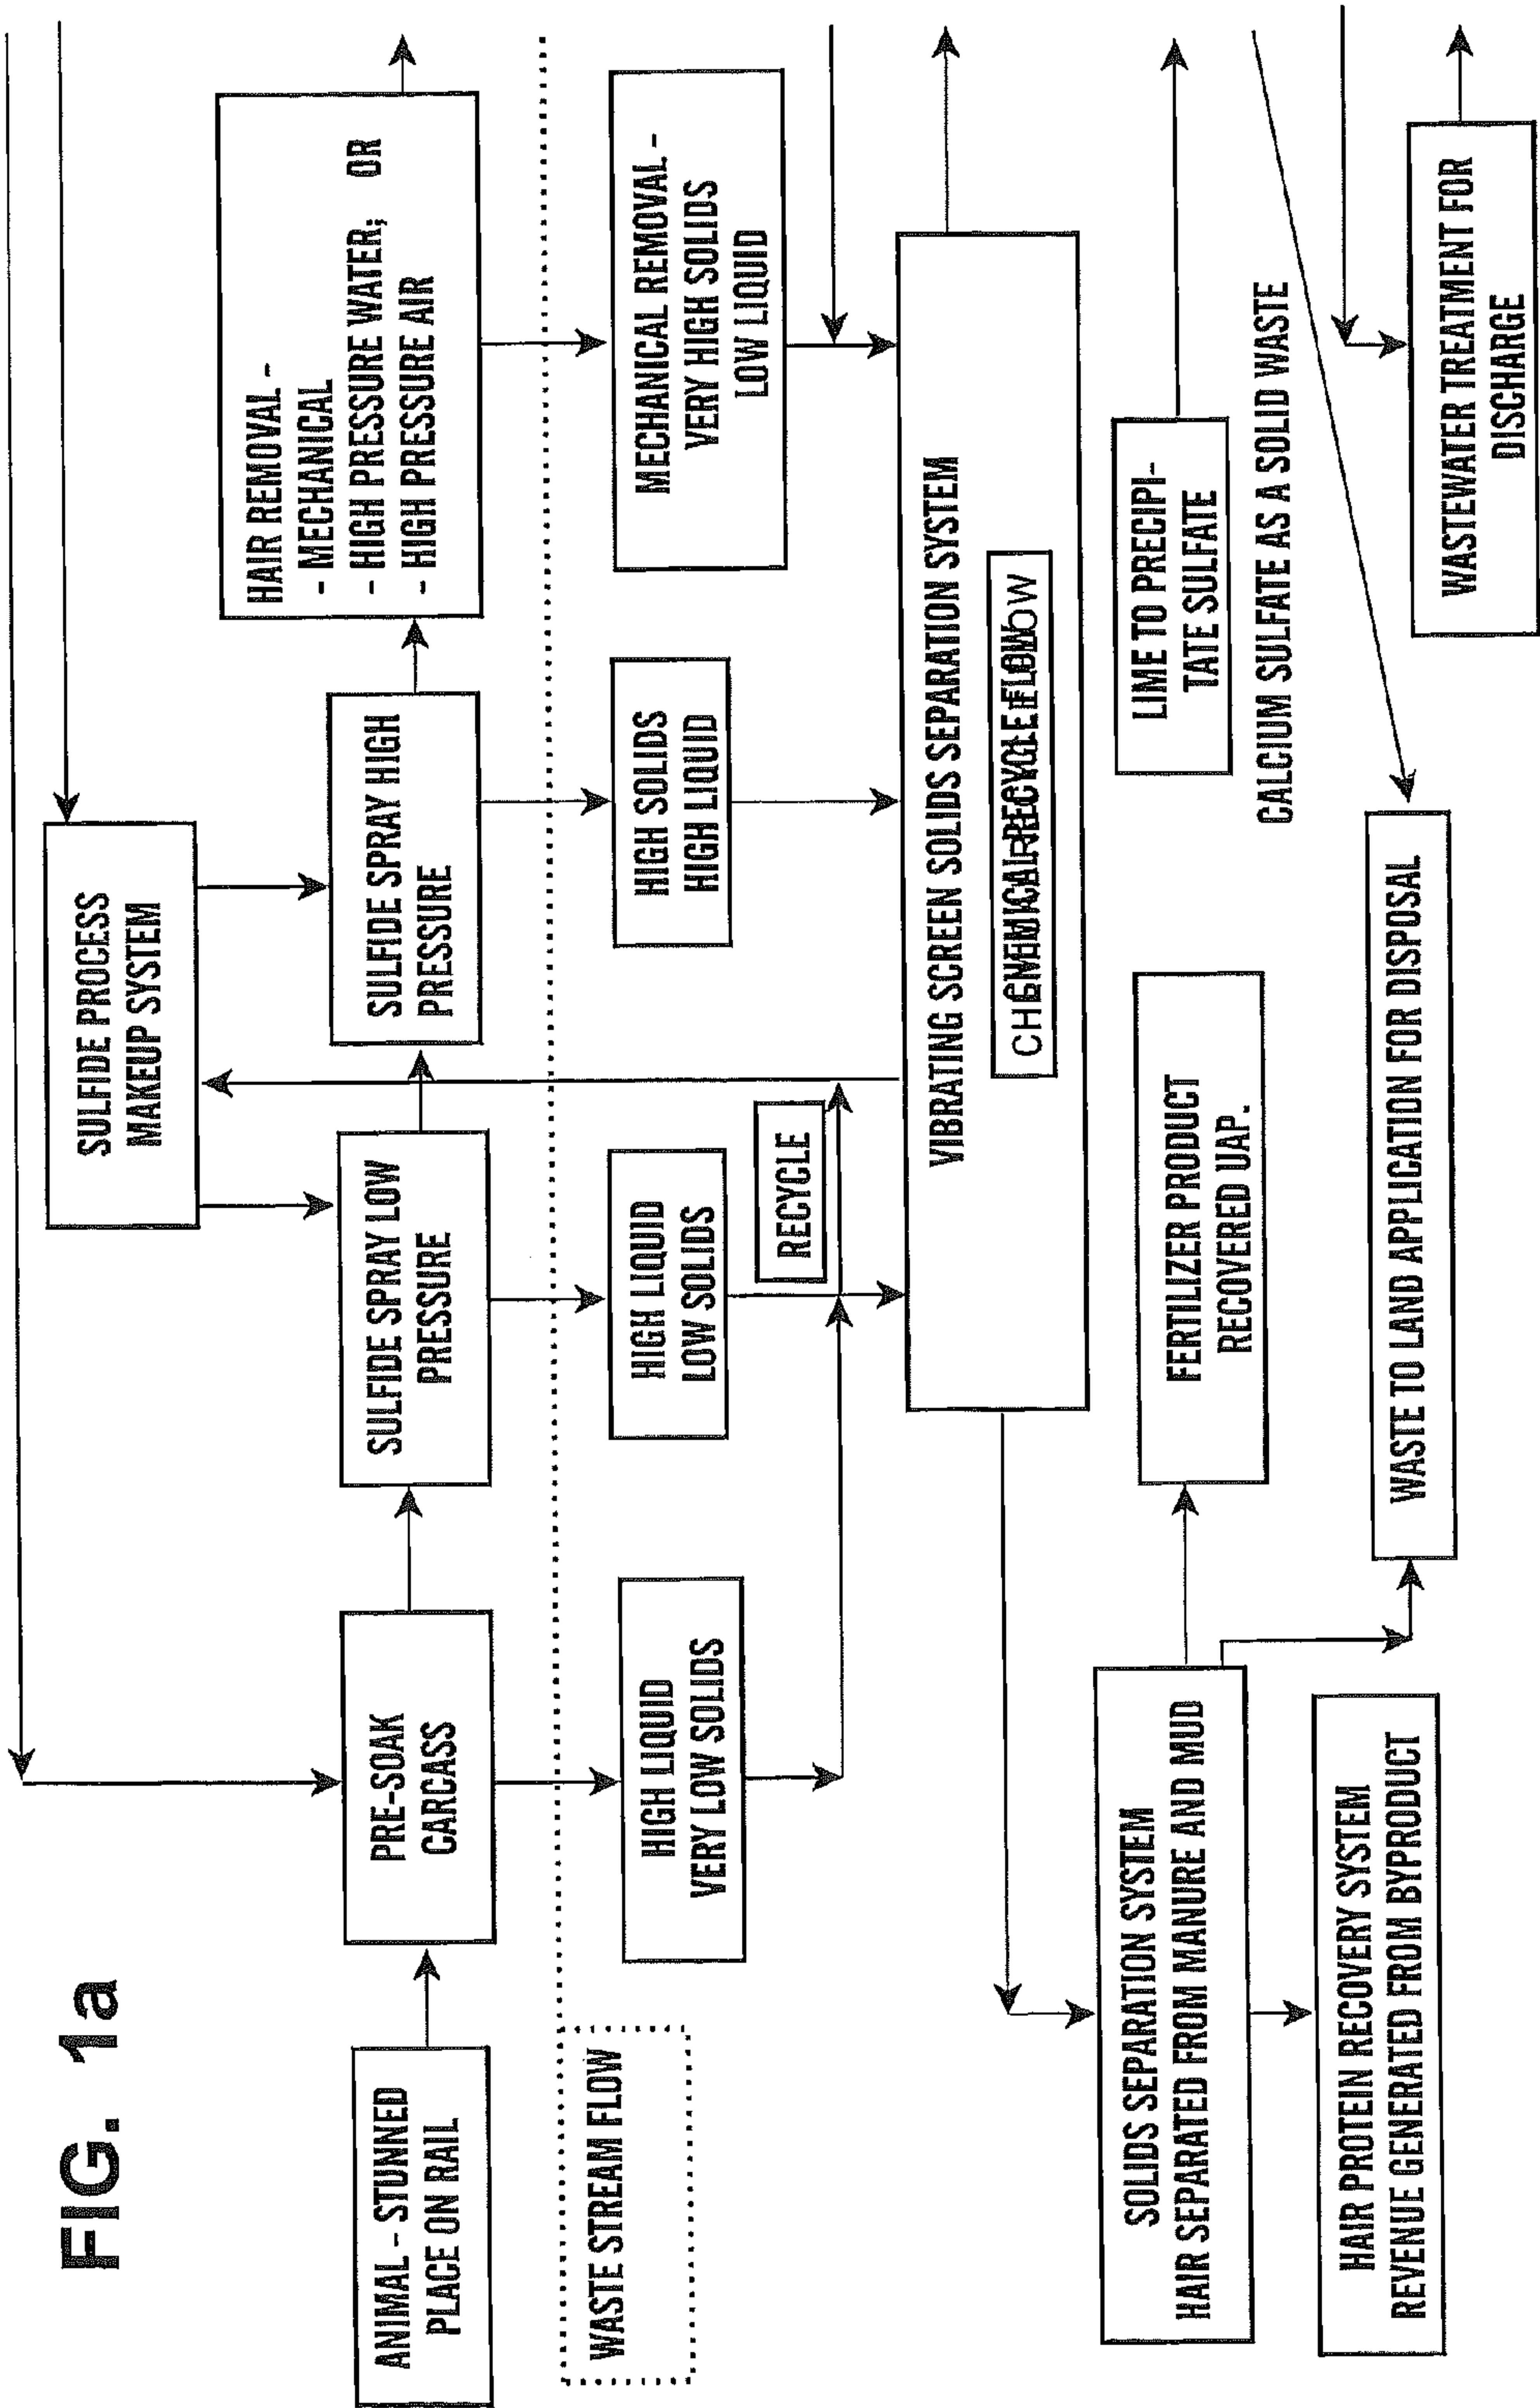 FIG. 1a
SULFIDE PROCESS
MAKEUP SYSTEM
ANIMAL - STUNNED
PLACE ON RAIL
PRE-SOAK
CARCASS
SULFIDE SPRAY LOW
PRESSURE
SULFIDE SPRAY HIGH
PRESSURE
HAIR REMOVAL -
- MECHANICAL
- HIGH PRESSURE WATER; OR
- HIGH PRESSURE AIR
WASTE STREAM FLOW
HIGH LIQUID
VERY LOW SOLIDS
HIGH LIQUID
LOW SOLIDS
HIGH SOLIDS
HIGH LIQUID
MECHANICAL REMOVAL -
VERY HIGH SOLIDS
LOW LIQUID
RECYCLE
VIBRATING SCREEN SOLIDS SEPARATION SYSTEM
CHEMICAL RECYCLE FLOW
SOLIDS SEPARATION SYSTEM
HAIR SEPARATED FROM MANURE AND MUD
FERTILIZER PRODUCT
RECOVERED UAP.
LIME TO PRECIPI-
TATE SULFATE
CALCIUM SULFATE AS A SOLID WASTE
HAIR PROTEIN RECOVERY SYSTEM
REVENUE GENERATED FROM BYPRODUCT
WASTE TO LAND APPLICATION FOR DISPOSAL
WASTEWATER TREATMENT FOR
DISCHARGE